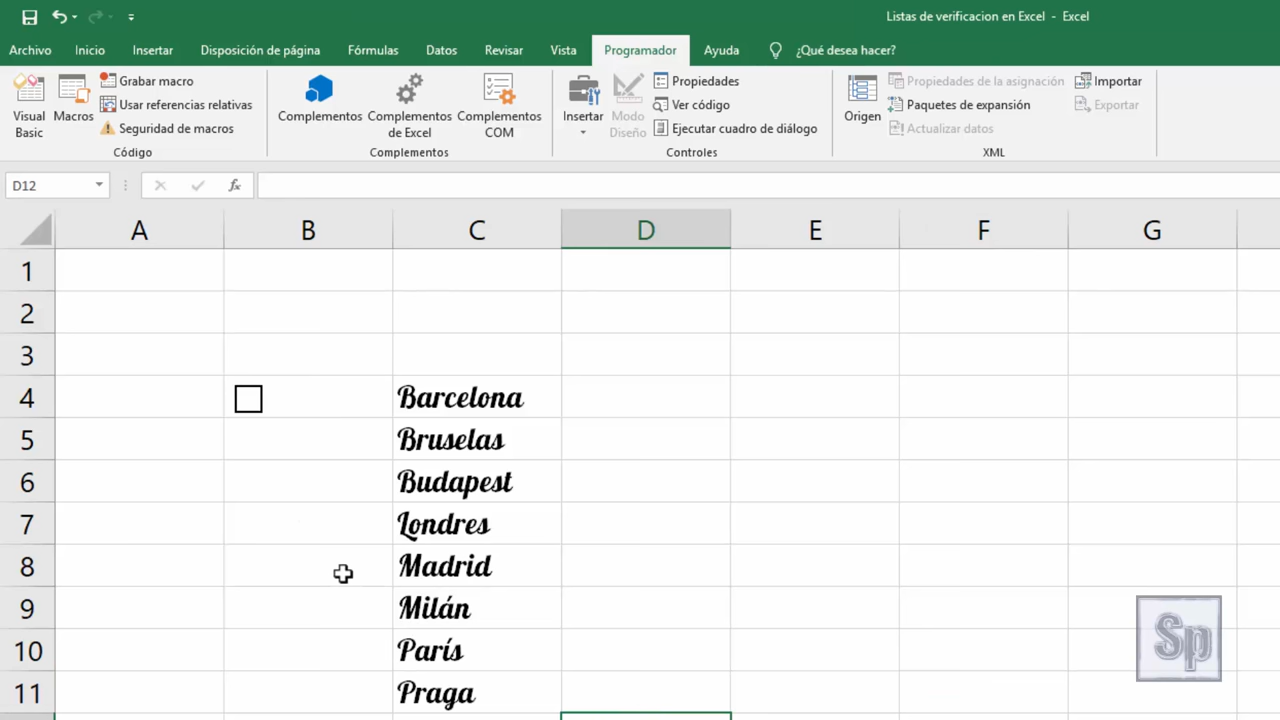 Listas de verificacion en Excel - Excel
Archivo Inicio Insertar Disposición de página Fórmulas Datos Revisar Vista Programador Ayuda ¿Qué desea hacer?
Visual Basic
Macros
Grabar macro
Usar referencias relativas
Seguridad de macros
Código
Complementos
Complementos de Excel
Complementos COM
Complementos
Insertar
Modo Diseño
Propiedades
Ver código
Ejecutar cuadro de diálogo
Controles
Origen
Propiedades de la asignación
Paquetes de expansión
Actualizar datos
Importar
Exportar
XML
D12 fx
A B C D E F G
1
2
3
4 Barcelona
5 Bruselas
6 Budapest
7 Londres
8 Madrid
9 Milán
10 París
11 Praga
Sp